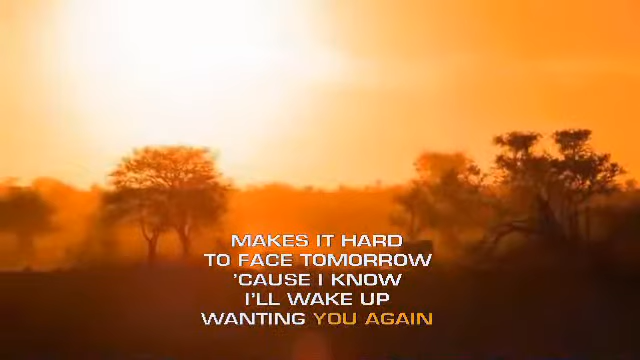 MAKES IT HARD
TO FACE TOMORROW
'CAUSE I KNOW
I'LL WAKE UP
WANTING YOU AGAIN